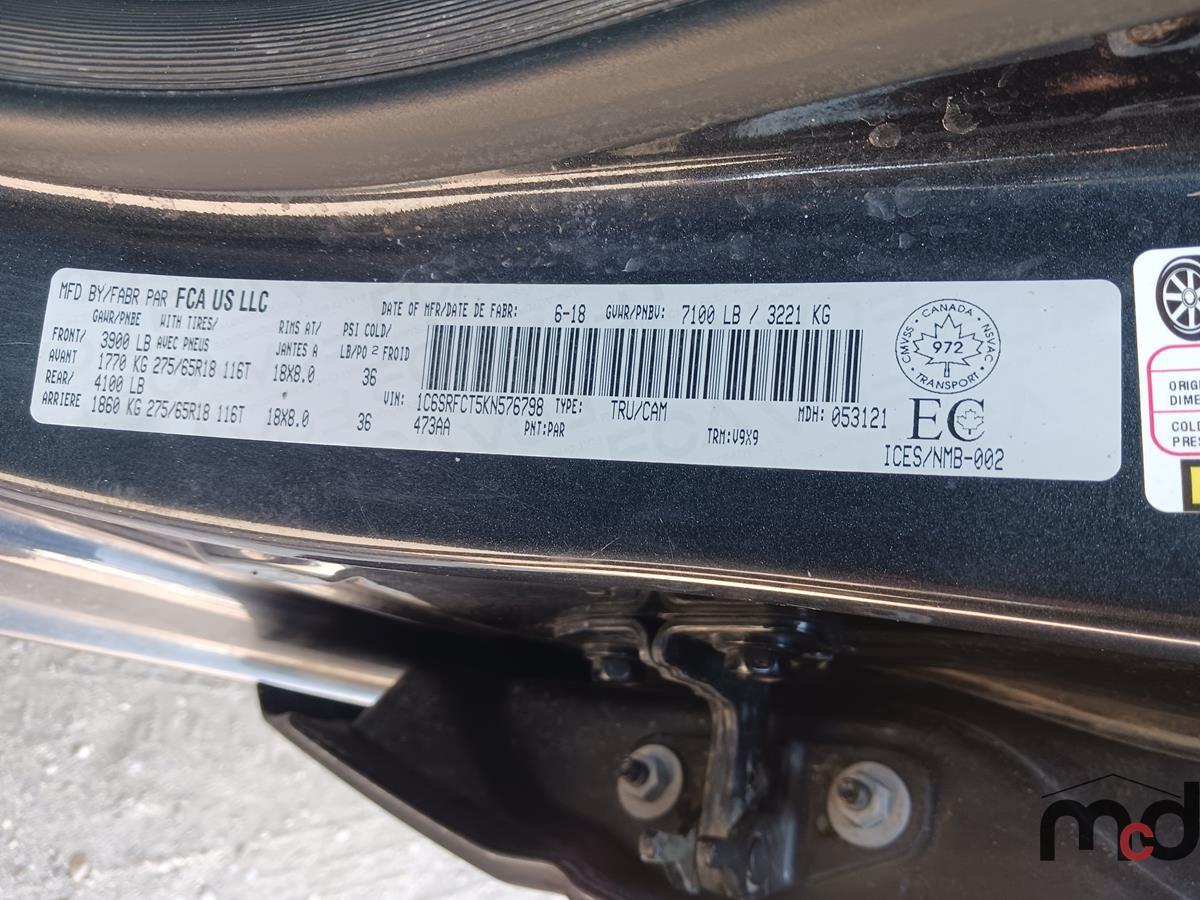 MFD BY/FABR PAR FCA US LLC
DATE OF MFR/DATE DE FABR: 6-18 GVWR/PNBV: 7100 LB / 3221 KG
GAWR/PNBE WITH TIRES/ RIMS AT/ PSI COLD/
FRONT/ 3900 LB AVEC PNEUS JANTES A LB/PO2 FROID
AVANT 1770 KG 275/65R18 116T 18X8.0 36
REAR/ 4100 LB
ARRIERE 1860 KG 275/65R18 116T 18X8.0 36
VIN: 1C6SRFCT5KN576798 TYPE: TRU/CAM MDH: 053121
473AA PNT:PAR TRM:V9X9
CANADA
CMVSS 972 NSVAC
TRANSPORT
EC
ICES/NMB-002
ORIGI
DIME
COLD
PRES
mcd